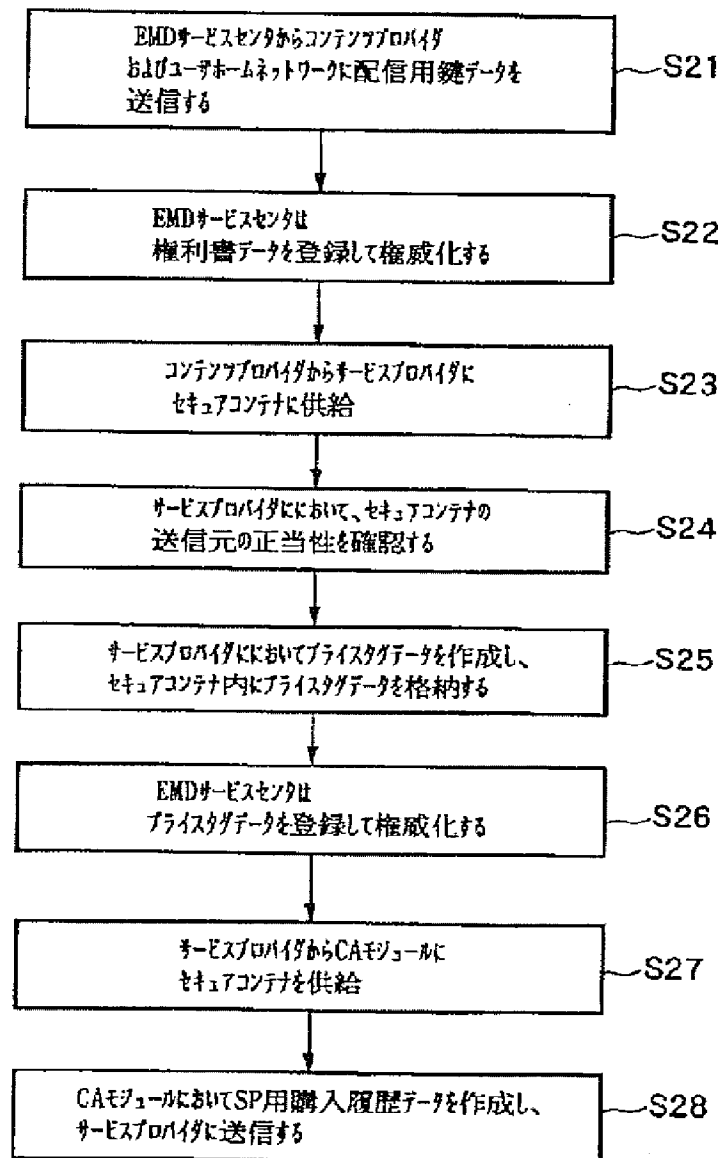 EMDサービスセンタからコンテンツプロバイダ
およびユーザホームネットワークに配信用鍵データを
送信する
S21
EMDサービスセンタは
権利書データを登録して権威化する
S22
コンテンツプロバイダからサービスプロバイダに
セキュアコンテナに供給
S23
サービスプロバイダににおいて、セキュアコンテナの
送信元の正当性を確認する
S24
サービスプロバイダににおいてプライスタグデータを作成し、
セキュアコンテナ内にプライスタグデータを格納する
S25
EMDサービスセンタは
プライスタグデータを登録して権威化する
S26
サービスプロバイダからCAモジュールに
セキュアコンテナを供給
S27
CAモジュールにおいてSP用購入履歴データを作成し、
サービスプロバイダに送信する
S28